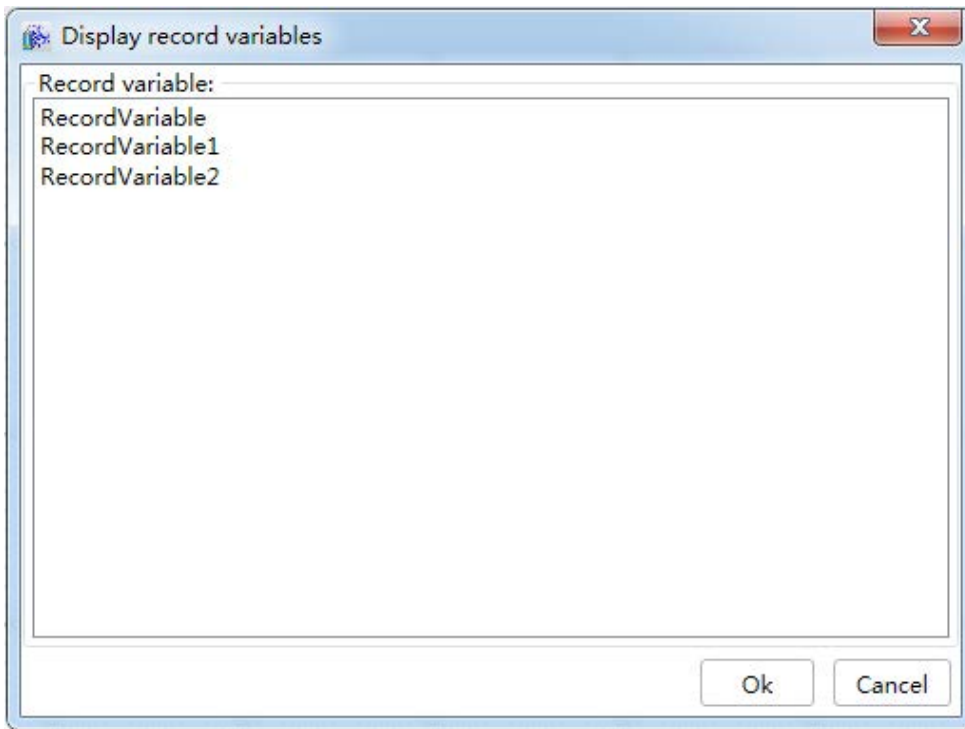 Display record variables
Record variable:
RecordVariable
RecordVariable1
RecordVariable2
Ok
Cancel